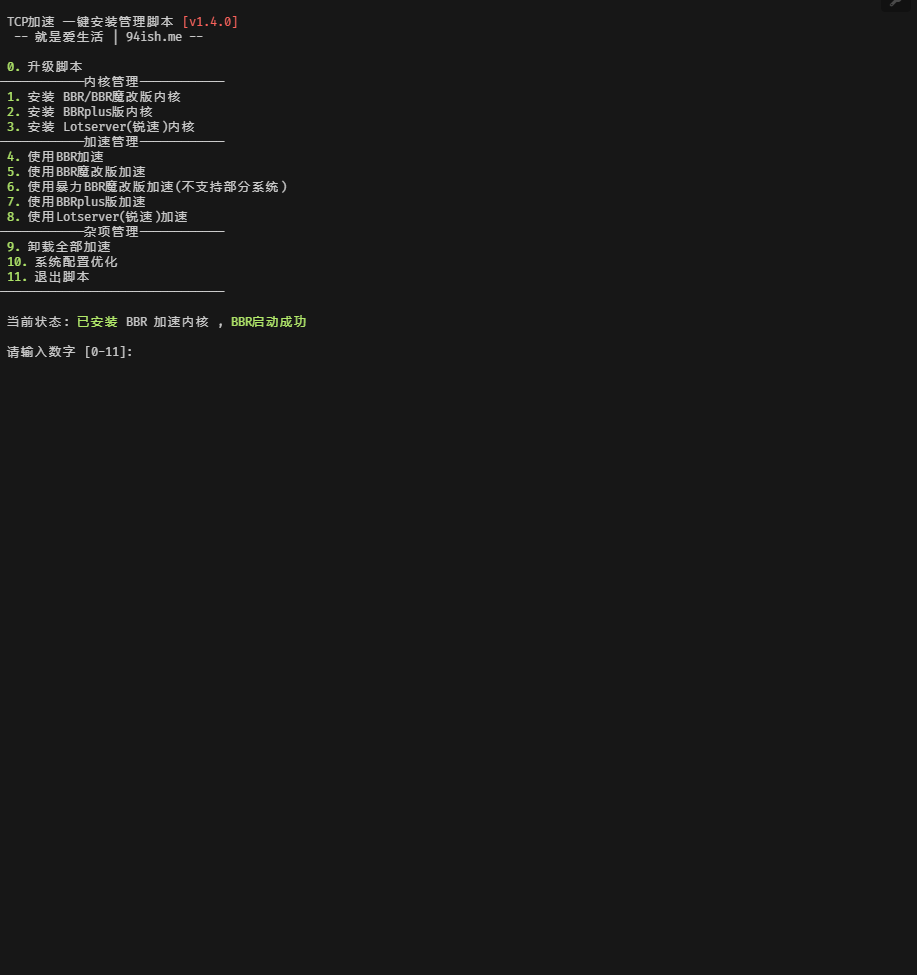 TCP加速 一键安装管理脚本 [v1.4.0]
-- 就是爱生活 | 94ish.me --
0. 升级脚本
————————————内核管理————————————
1. 安装 BBR/BBR魔改版内核
2. 安装 BBRplus版内核
3. 安装 Lotserver(锐速)内核
————————————加速管理————————————
4. 使用BBR加速
5. 使用BBR魔改版加速
6. 使用暴力BBR魔改版加速(不支持部分系统)
7. 使用BBRplus版加速
8. 使用Lotserver(锐速)加速
————————————杂项管理————————————
9. 卸载全部加速
10. 系统配置优化
11. 退出脚本
————————————————————————————————
当前状态: 已安装 BBR 加速内核 , BBR启动成功
请输入数字 [0-11]: